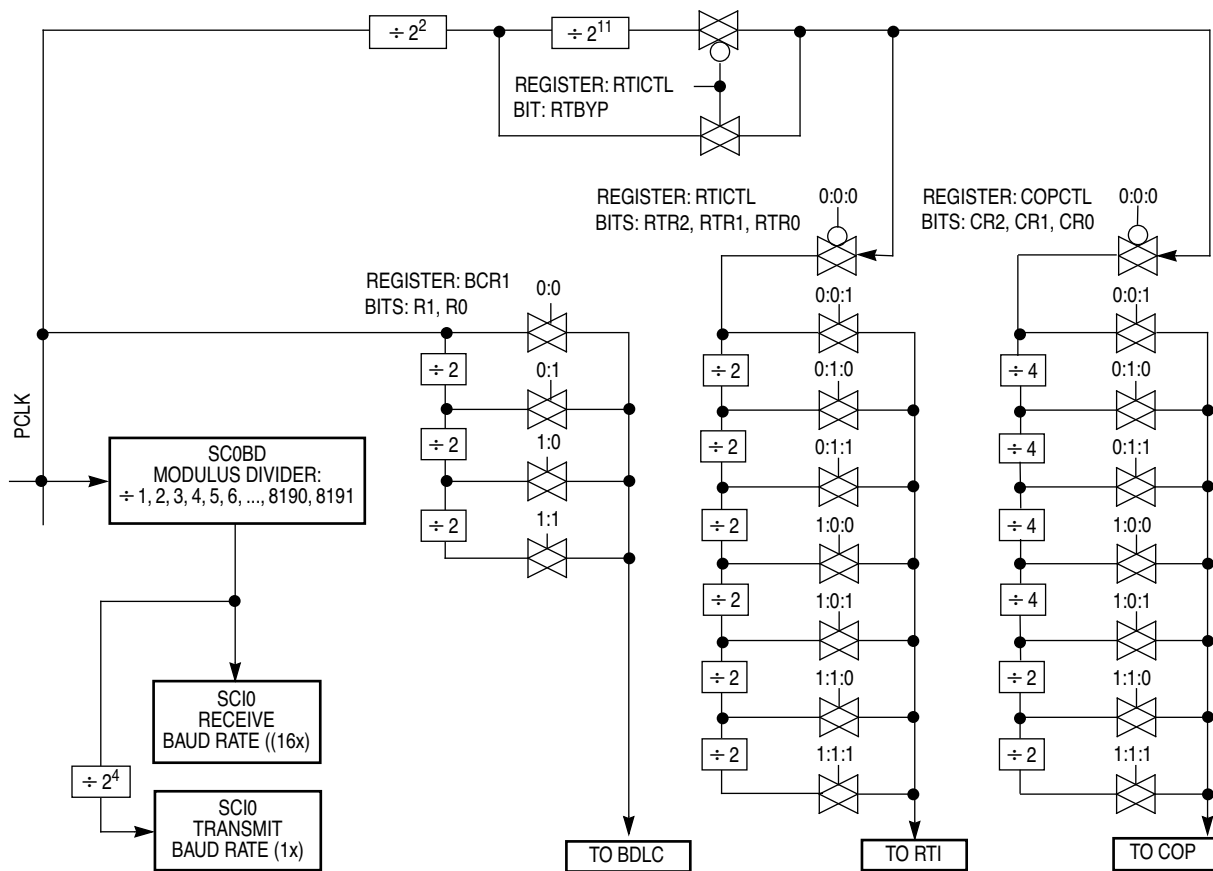 ÷ 2²
÷ 2¹¹
REGISTER: RTICTL
BIT: RTBYP
REGISTER: RTICTL
BITS: RTR2, RTR1, RTR0
0:0:0
REGISTER: COPCTL
BITS: CR2, CR1, CR0
0:0:0
REGISTER: BCR1
BITS: R1, R0
0:0
0:0:1
0:0:1
÷ 2
÷ 2
÷ 4
0:1
0:1:0
0:1:0
PCLK
SC0BD
MODULUS DIVIDER:
÷ 1, 2, 3, 4, 5, 6, ..., 8190, 8191
÷ 2
÷ 2
÷ 4
1:0
0:1:1
0:1:1
÷ 2
÷ 2
÷ 4
1:1
1:0:0
1:0:0
÷ 2
÷ 4
1:0:1
1:0:1
÷ 2
÷ 2
1:1:0
1:1:0
÷ 2
÷ 2
1:1:1
1:1:1
SCI0
RECEIVE
BAUD RATE ((16x)
÷ 2⁴
SCI0
TRANSMIT
BAUD RATE (1x)
TO BDLC
TO RTI
TO COP